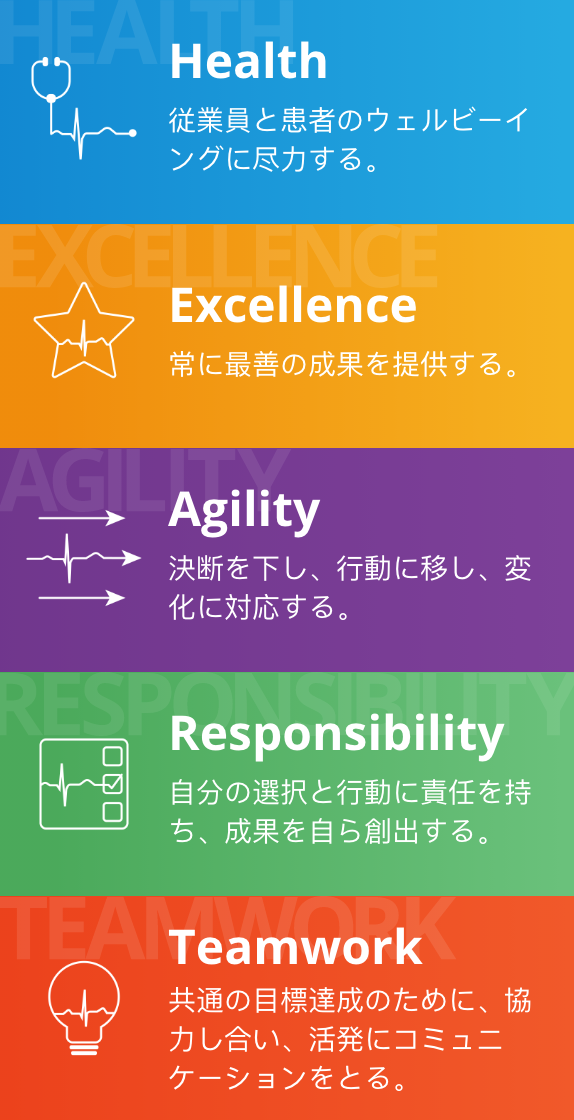 HEALTH
Health
従業員と患者のウェルビーイ
ングに尽力する。
EXCELLENCE
Excellence
常に最善の成果を提供する。
AGILITY
Agility
決断を下し、行動に移し、変
化に対応する。
RESPONSIBILITY
Responsibility
自分の選択と行動に責任を持
ち、成果を自ら創出する。
TEAMWORK
Teamwork
共通の目標達成のために、協
力し合い、活発にコミュニ
ケーションをとる。